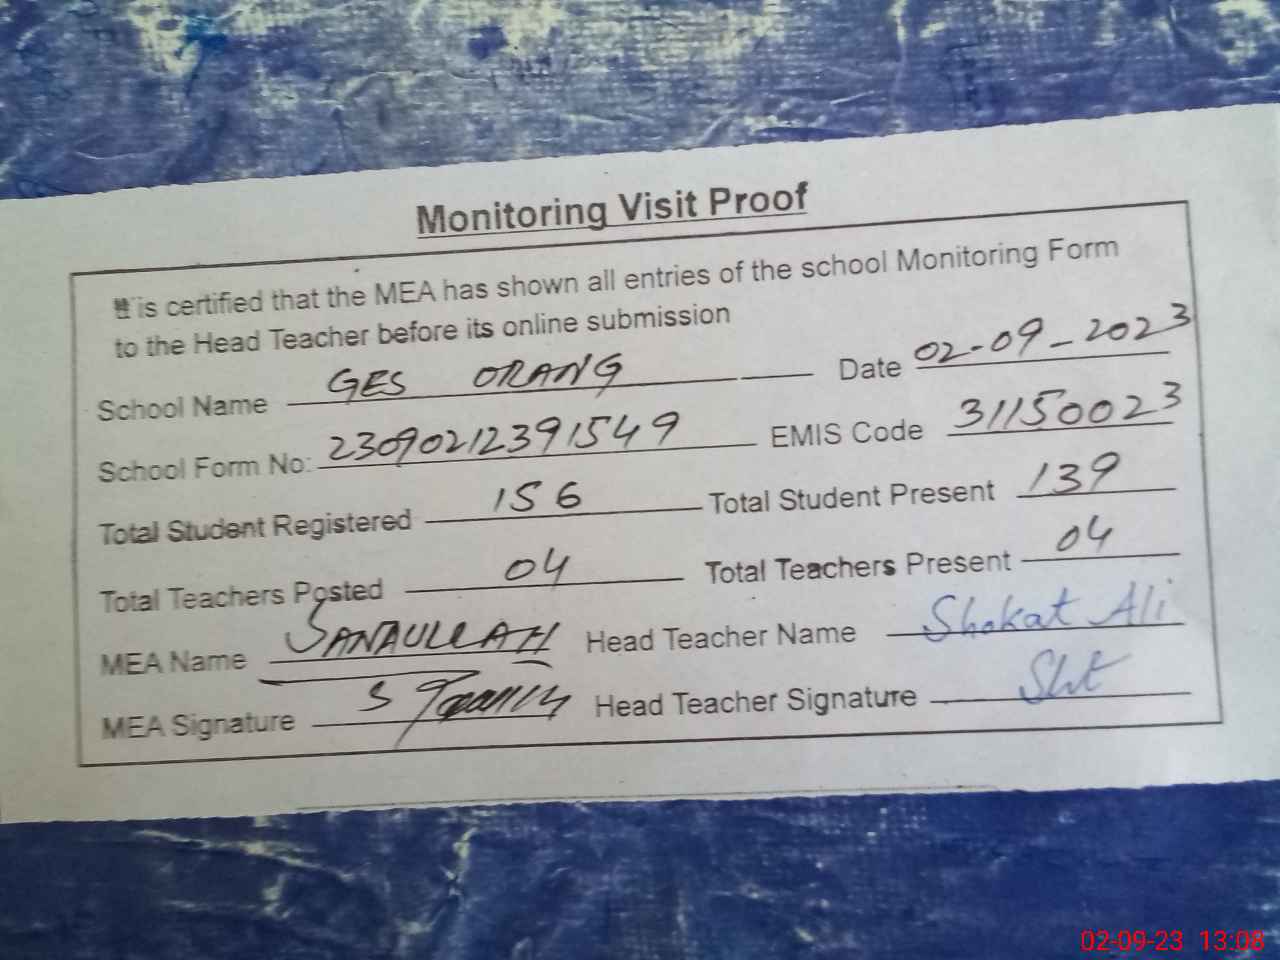 Monitoring Visit Proof
It is certified that the MEA has shown all entries of the school Monitoring Form
to the Head Teacher before its online submission
School Name GES ORANG Date 02-09-2023
School Form No: 23090212391549 EMIS Code 31150023
Total Student Registered 156 Total Student Present 139
Total Teachers Posted 04 Total Teachers Present 04
MEA Name SANAULLAH Head Teacher Name Shokat Ali
MEA Signature Head Teacher Signature
02-09-23 13:08